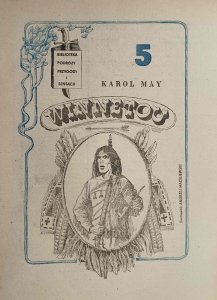 BIBLIOTEKA
PODRÓŻY
PRZYGODY
I
SENSACJI
5
KAROL MAY
WINNETOU